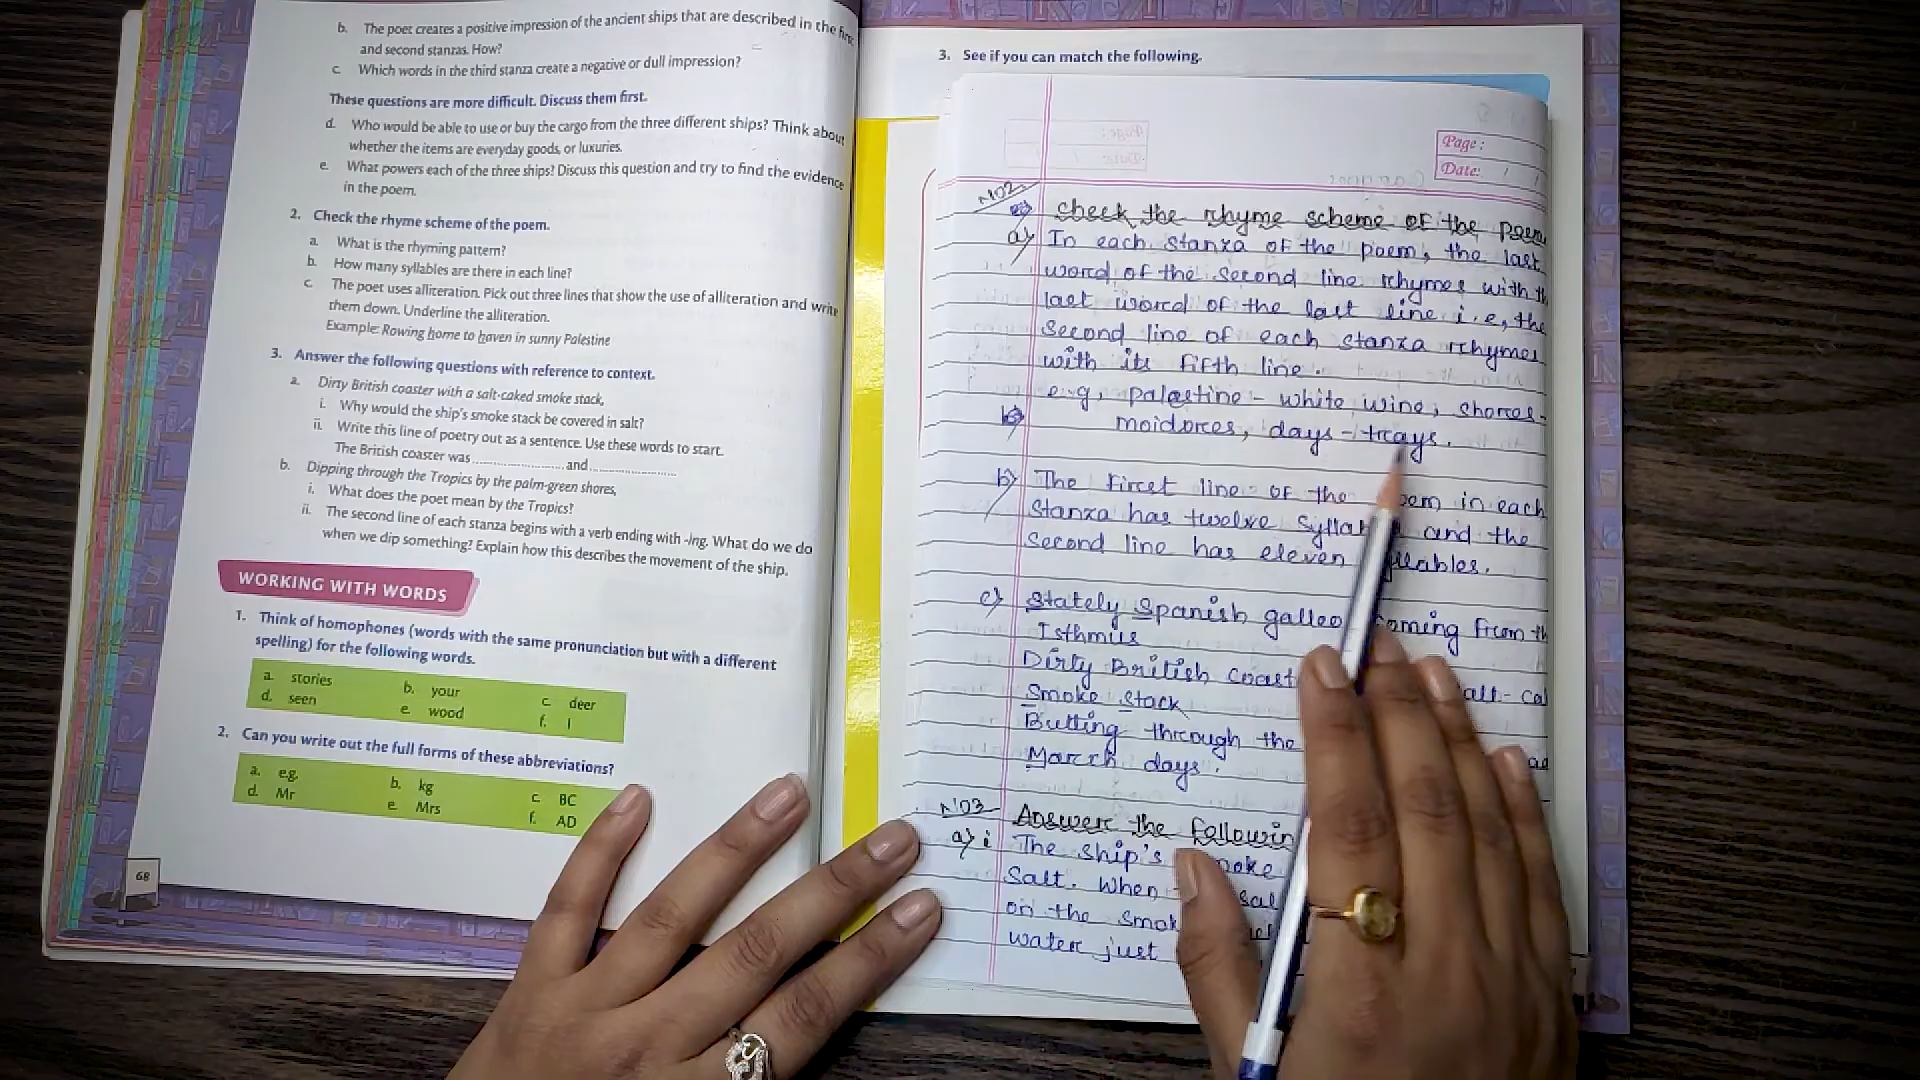 b. The poet creates a positive impression of the ancient ships that are described in the first
and second stanzas. How?
c. Which words in the third stanza create a negative or dull impression?
These questions are more difficult. Discuss them first.
d. Who would be able to use or buy the cargo from the three different ships? Think about
whether the items are everyday goods, or luxuries.
e. What powers each of the three ships? Discuss this question and try to find the evidence
in the poem.
2. Check the rhyme scheme of the poem.
a. What is the rhyming pattern?
b. How many syllables are there in each line?
c. The poet uses alliteration. Pick out three lines that show the use of alliteration and write
them down. Underline the alliteration.
Example: Rowing home to haven in sunny Palestine
3. Answer the following questions with reference to context.
a. Dirty British coaster with a salt-caked smoke stack,
i. Why would the ship's smoke stack be covered in salt?
ii. Write this line of poetry out as a sentence. Use these words to start.
The British coaster was ........................ and ........................
b. Dipping through the Tropics by the palm-green shores,
i. What does the poet mean by the Tropics?
ii. The second line of each stanza begins with a verb ending with -ing. What do we do
when we dip something? Explain how this describes the movement of the ship.
WORKING WITH WORDS
1. Think of homophones (words with the same pronunciation but with a different
spelling) for the following words.
a. stories b. your c. deer
d. seen e. wood f. I
2. Can you write out the full forms of these abbreviations?
a. e.g. b. kg c. BC
d. Mr e. Mrs f. AD
68
3. See if you can match the following.
Page :
Date: / /
No2
Check the rhyme scheme of the Poem
a) In each stanza of the poem, the last
word of the second line rhymes with th
last word of the last line i.e, the
Second line of each stanza rhymes
with its fifth line.
e.g, palastine - white wine, shores-
moidores, days - trays.
b) The First line of the oem in each
Stanza has twelve Syllab and the
Second line has eleven llables.
c) Stately Spanish galleo coming from th
Isthmus
Dirty British Coast alt-ca
Smoke stack
Butting through the
March days.
No3 Answer the Followin
a) i The ship's moke
Salt. When sal
on the smok
water just